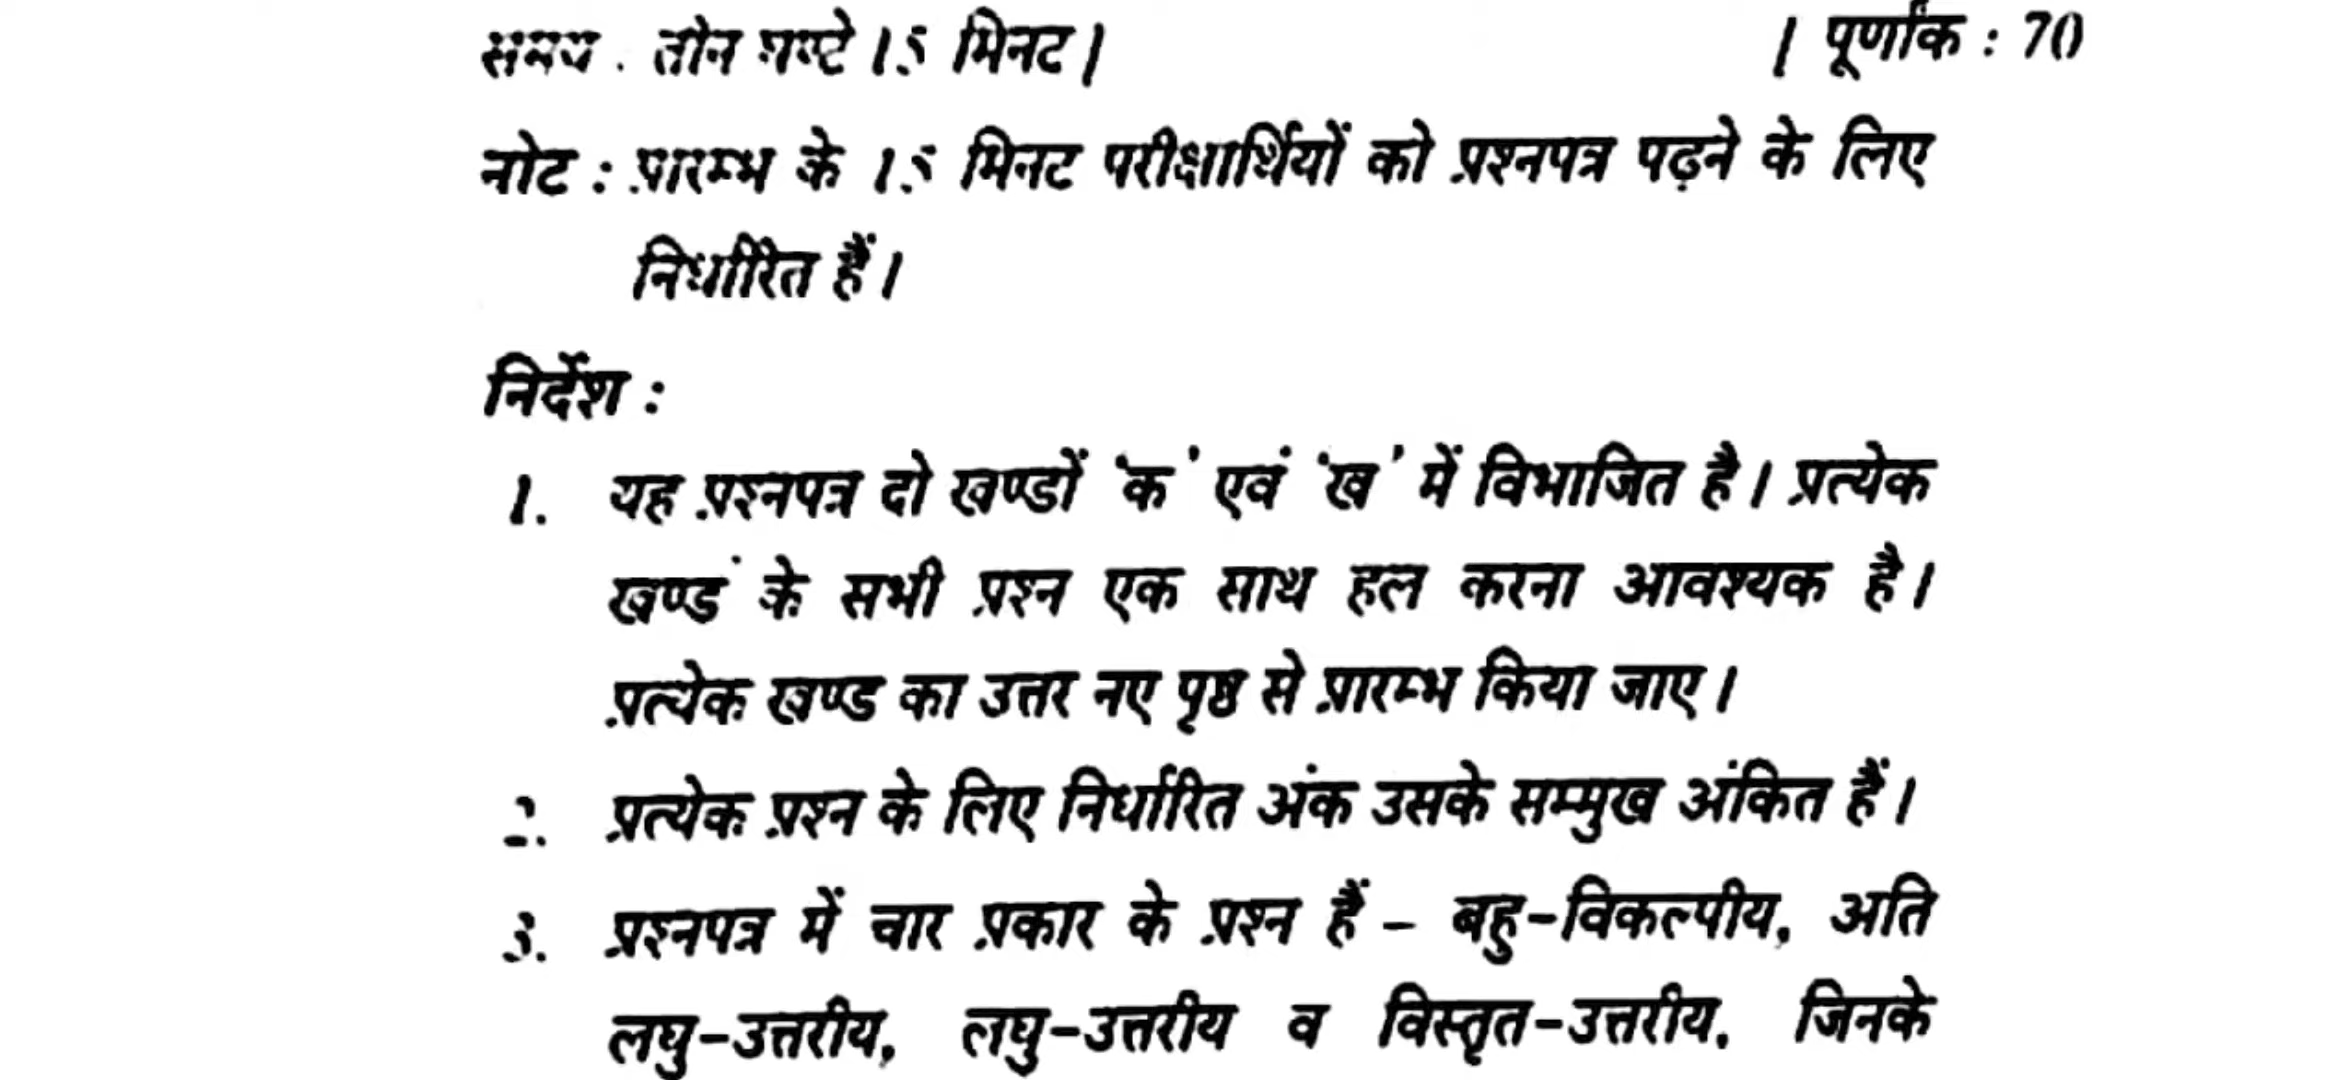 समय : तीन घण्टे 15 मिनट]	[ पूर्णांक : 70
नोट : प्रारम्भ के 15 मिनट परीक्षार्थियों को प्रश्नपत्र पढ़ने के लिए
निर्धारित हैं।
निर्देश :
1. यह प्रश्नपत्र दो खण्डों 'क' एवं 'ख' में विभाजित है। प्रत्येक
खण्ड के सभी प्रश्न एक साथ हल करना आवश्यक है।
प्रत्येक खण्ड का उत्तर नए पृष्ठ से प्रारम्भ किया जाए।
2. प्रत्येक प्रश्न के लिए निर्धारित अंक उसके सम्मुख अंकित हैं।
3. प्रश्नपत्र में चार प्रकार के प्रश्न हैं - बहु-विकल्पीय, अति
लघु-उत्तरीय, लघु-उत्तरीय व विस्तृत-उत्तरीय, जिनके